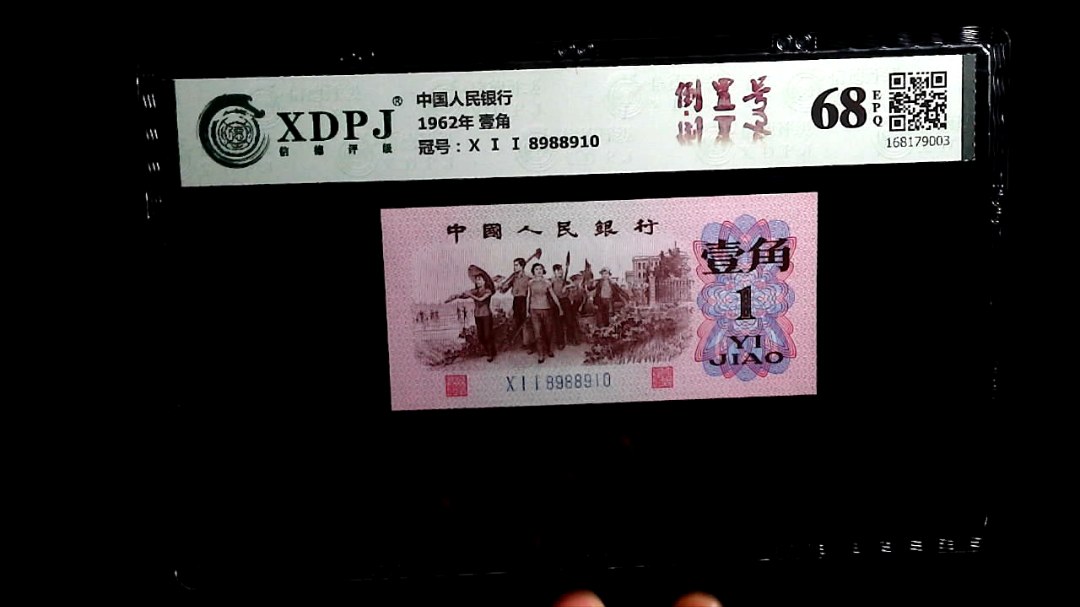 XDPJ®
信德评级
中国人民银行
1962年 壹角
冠号：X I I 8988910
倒置号
68
EPQ
168179003
中國人民銀行
壹角
1
YI
JIAO
X I I 8988910